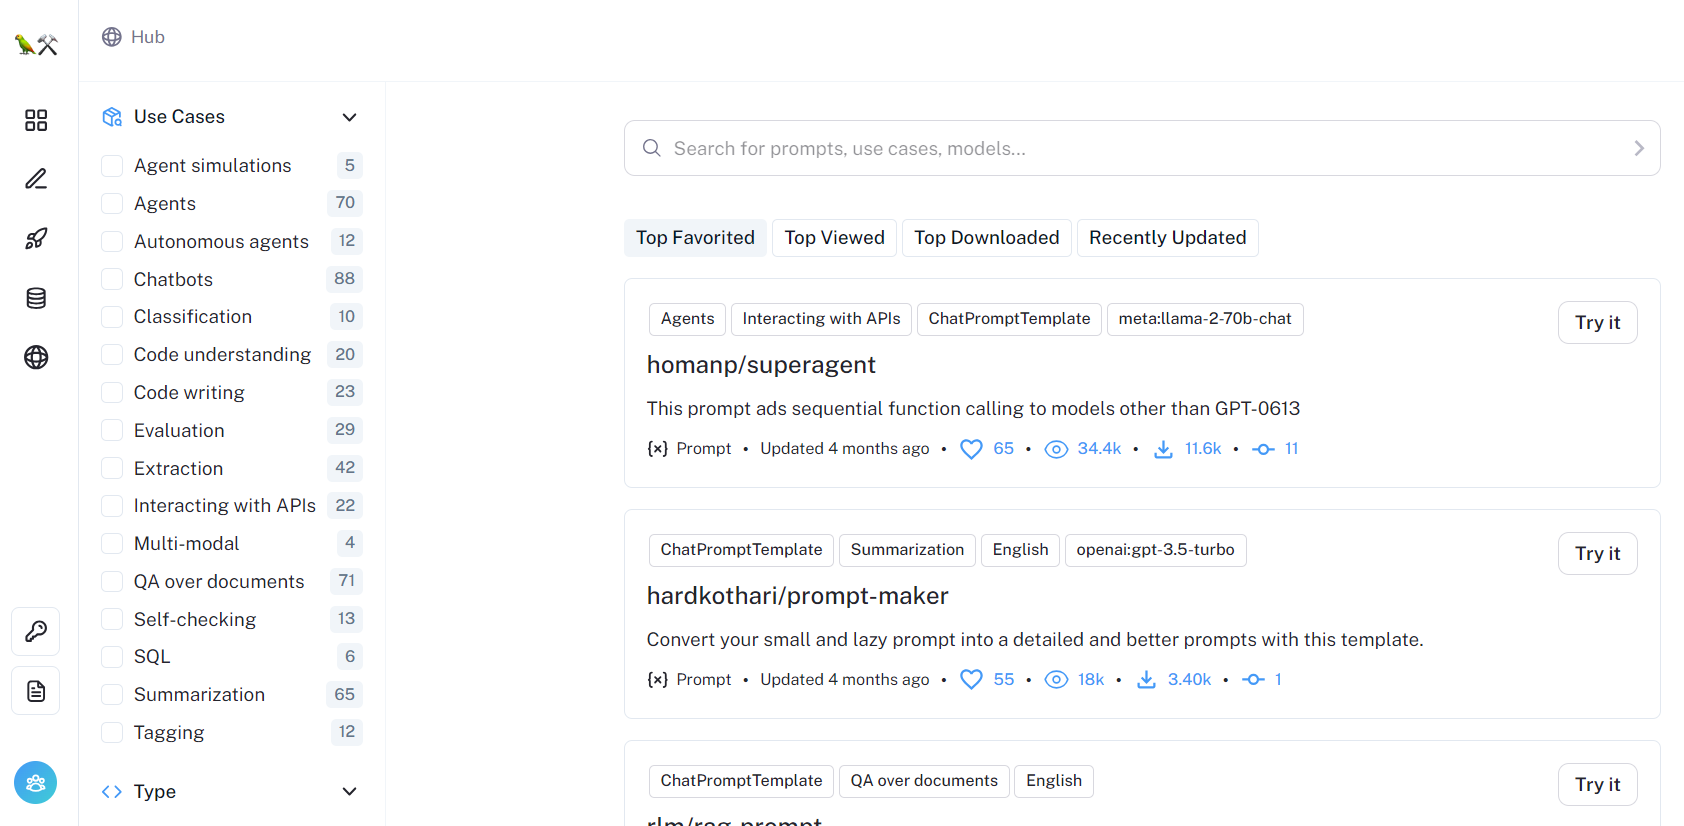 Hub
Use Cases
Agent simulations 5
Agents 70
Autonomous agents 12
Chatbots 88
Classification 10
Code understanding 20
Code writing 23
Evaluation 29
Extraction 42
Interacting with APIs 22
Multi-modal 4
QA over documents 71
Self-checking 13
SQL 6
Summarization 65
Tagging 12
Type
Search for prompts, use cases, models...
Top Favorited Top Viewed Top Downloaded Recently Updated
Agents Interacting with APIs ChatPromptTemplate meta:llama-2-70b-chat Try it
homanp/superagent
This prompt ads sequential function calling to models other than GPT-0613
{x} Prompt • Updated 4 months ago • 65 • 34.4k • 11.6k • 11
ChatPromptTemplate Summarization English openai:gpt-3.5-turbo Try it
hardkothari/prompt-maker
Convert your small and lazy prompt into a detailed and better prompts with this template.
{x} Prompt • Updated 4 months ago • 55 • 18k • 3.40k • 1
ChatPromptTemplate QA over documents English Try it
rlm/rag-prompt